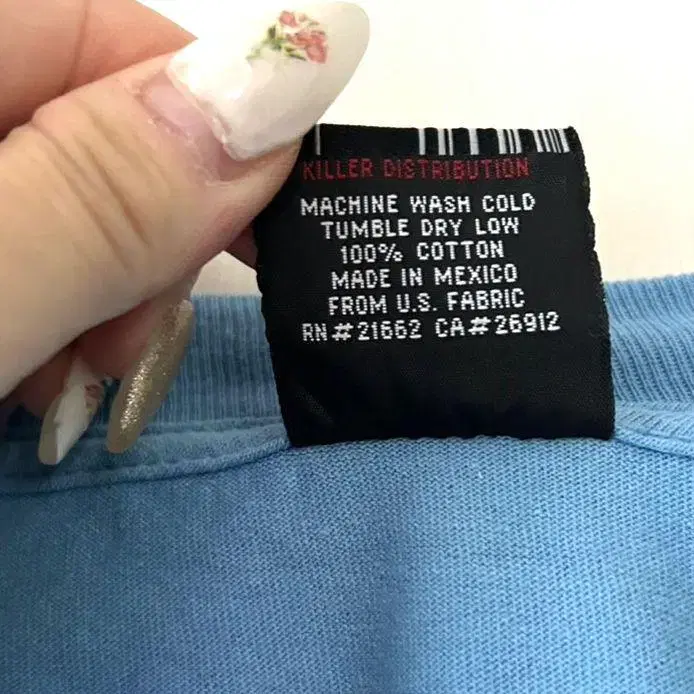 KILLER DISTRIBUTION
MACHINE WASH COLD
TUMBLE DRY LOW
100% COTTON
MADE IN MEXICO
FROM U.S. FABRIC
RN#21662 CA#26912